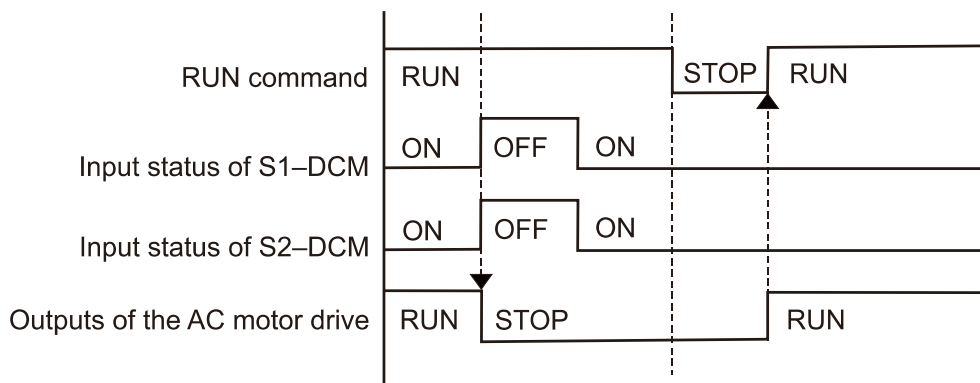 RUN command RUN STOP RUN
Input status of S1–DCM ON OFF ON
Input status of S2–DCM ON OFF ON
Outputs of the AC motor drive RUN STOP RUN